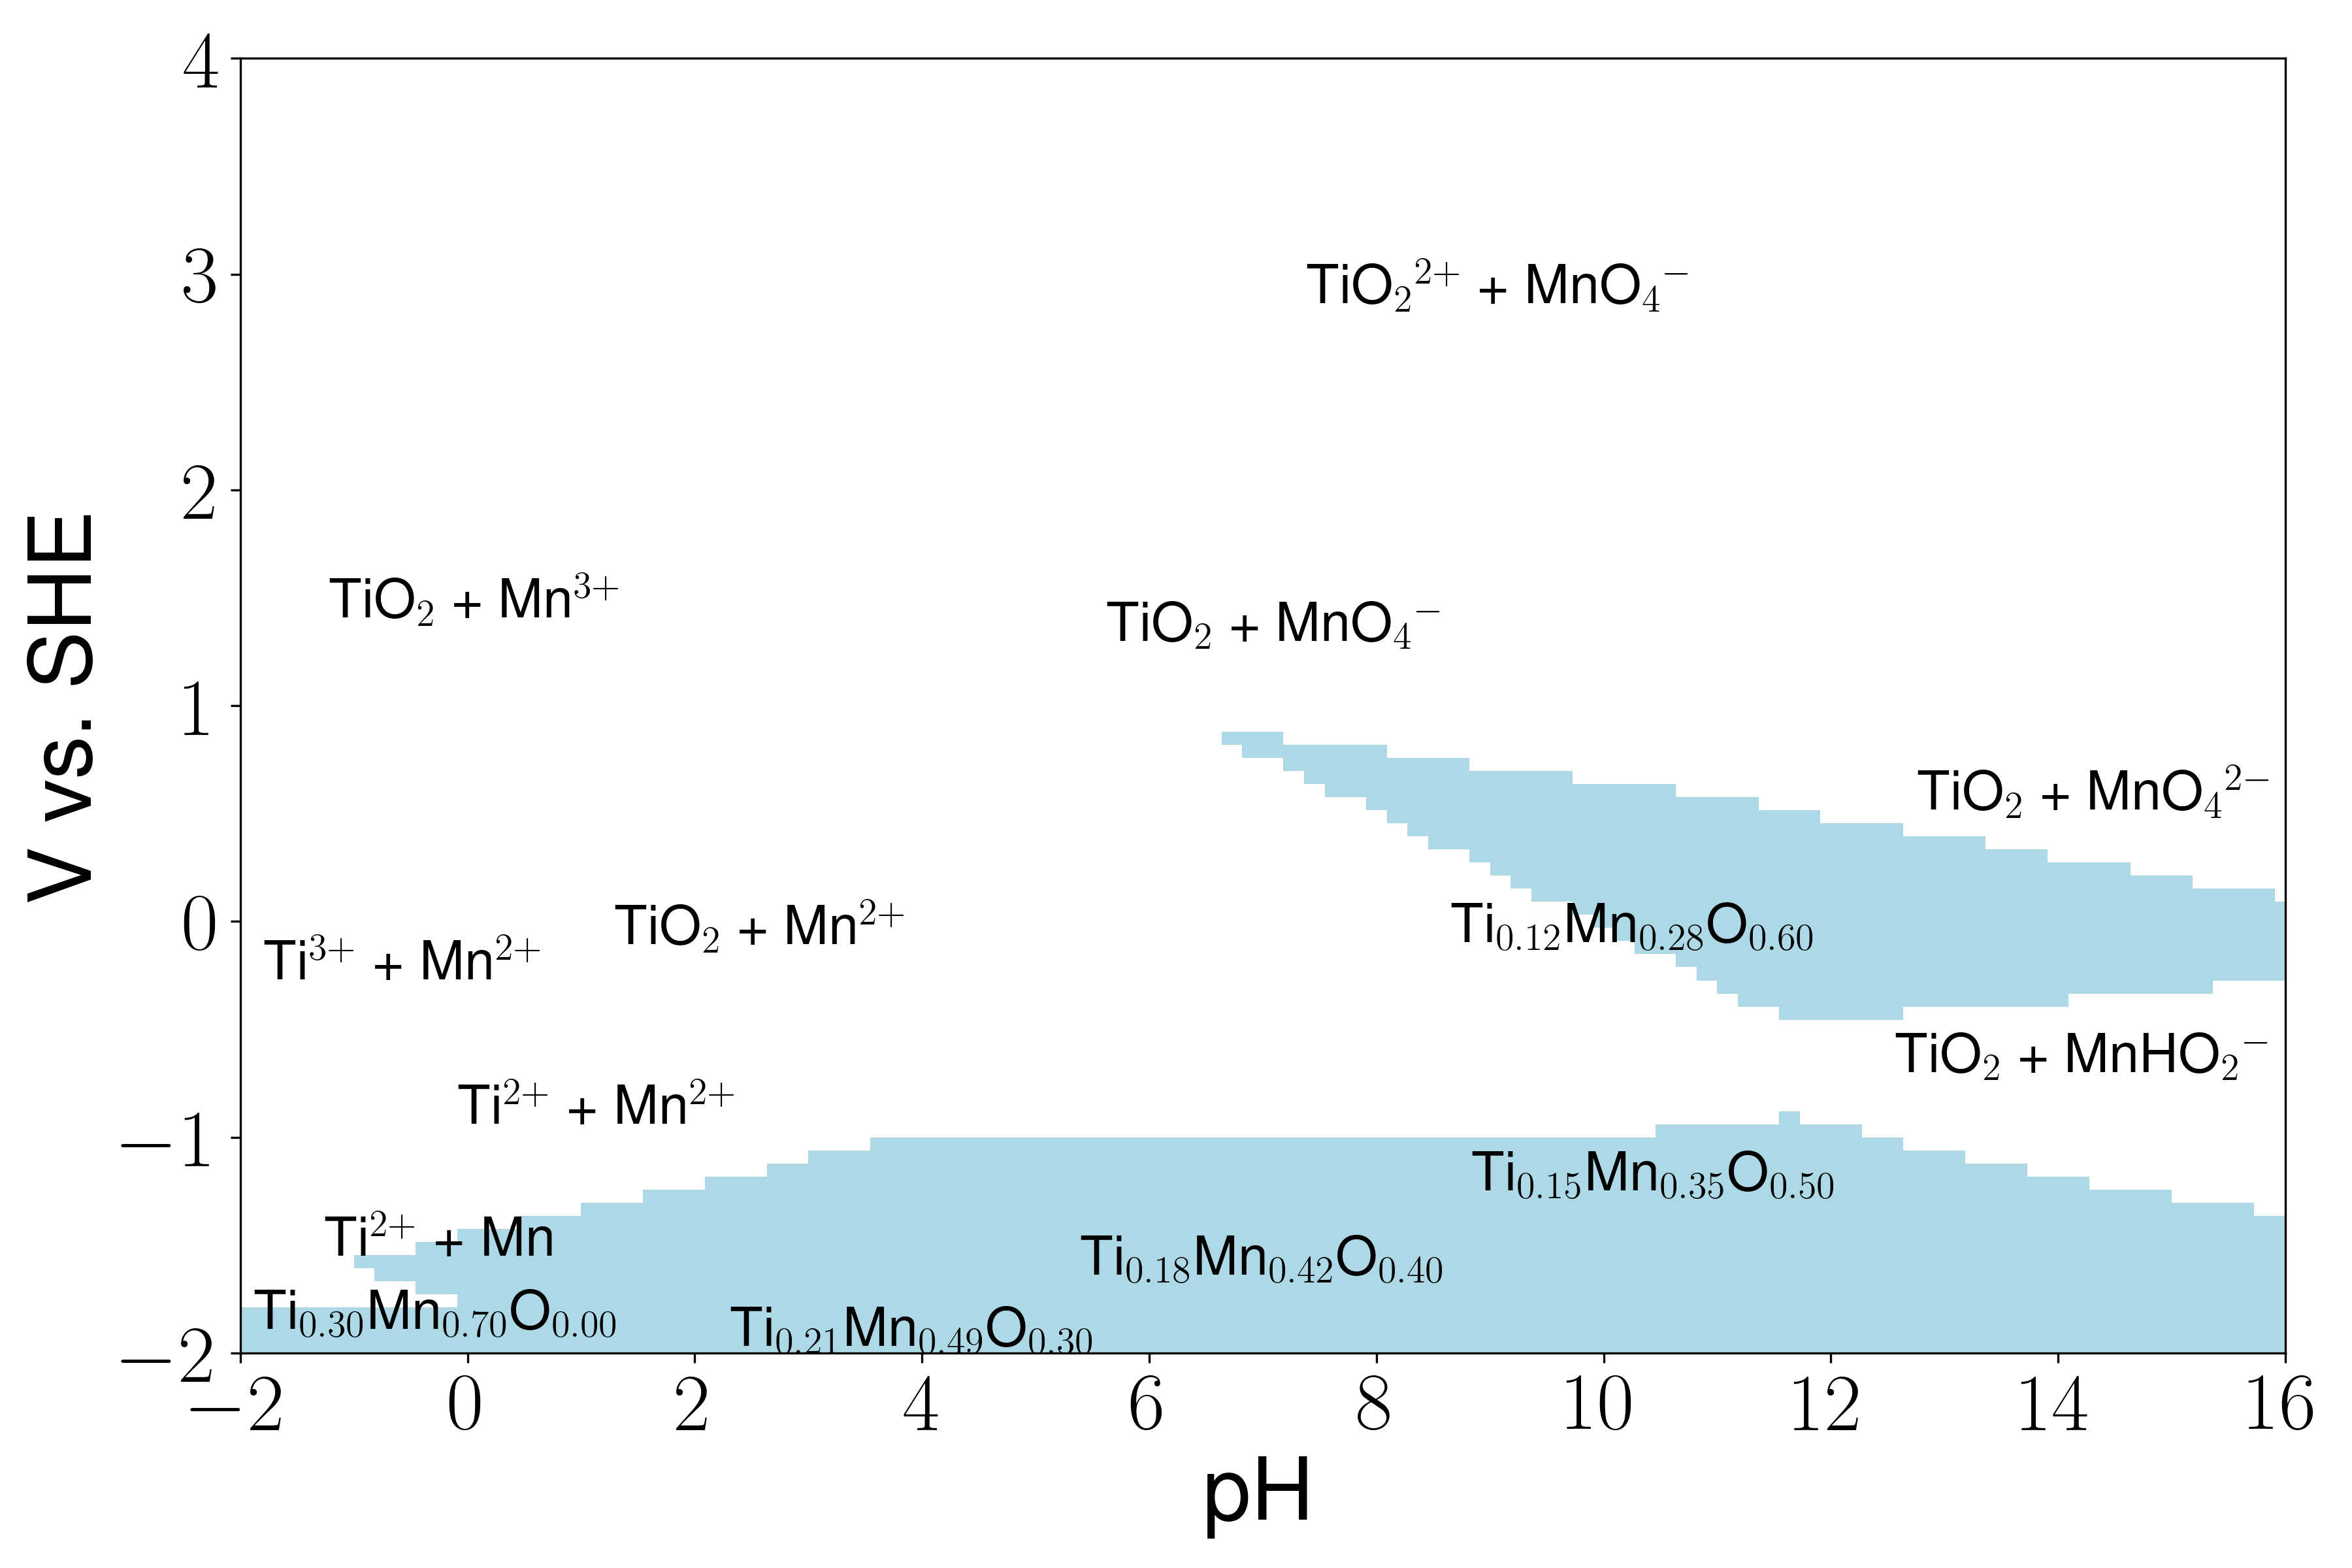 4
3
TiO₂²⁺ + MnO₄⁻
2
TiO₂ + Mn³⁺
TiO₂ + MnO₄⁻
1
TiO₂ + MnO₄²⁻
V vs. SHE
0
TiO₂ + Mn²⁺
Ti₀.₁₂Mn₀.₂₈O₀.₆₀
Ti³⁺ + Mn²⁺
TiO₂ + MnHO₂⁻
Ti²⁺ + Mn²⁺
−1
Ti₀.₁₅Mn₀.₃₅O₀.₅₀
Ti²⁺ + Mn
Ti₀.₁₈Mn₀.₄₂O₀.₄₀
Ti₀.₃₀Mn₀.₇₀O₀.₀₀
Ti₀.₂₁Mn₀.₄₉O₀.₃₀
−2
−2 0 2 4 6 8 10 12 14 16
pH